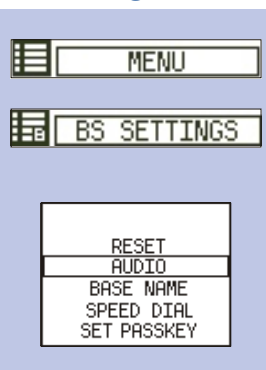 MENU
BS SETTINGS
RESET
AUDIO
BASE NAME
SPEED DIAL
SET PASSKEY